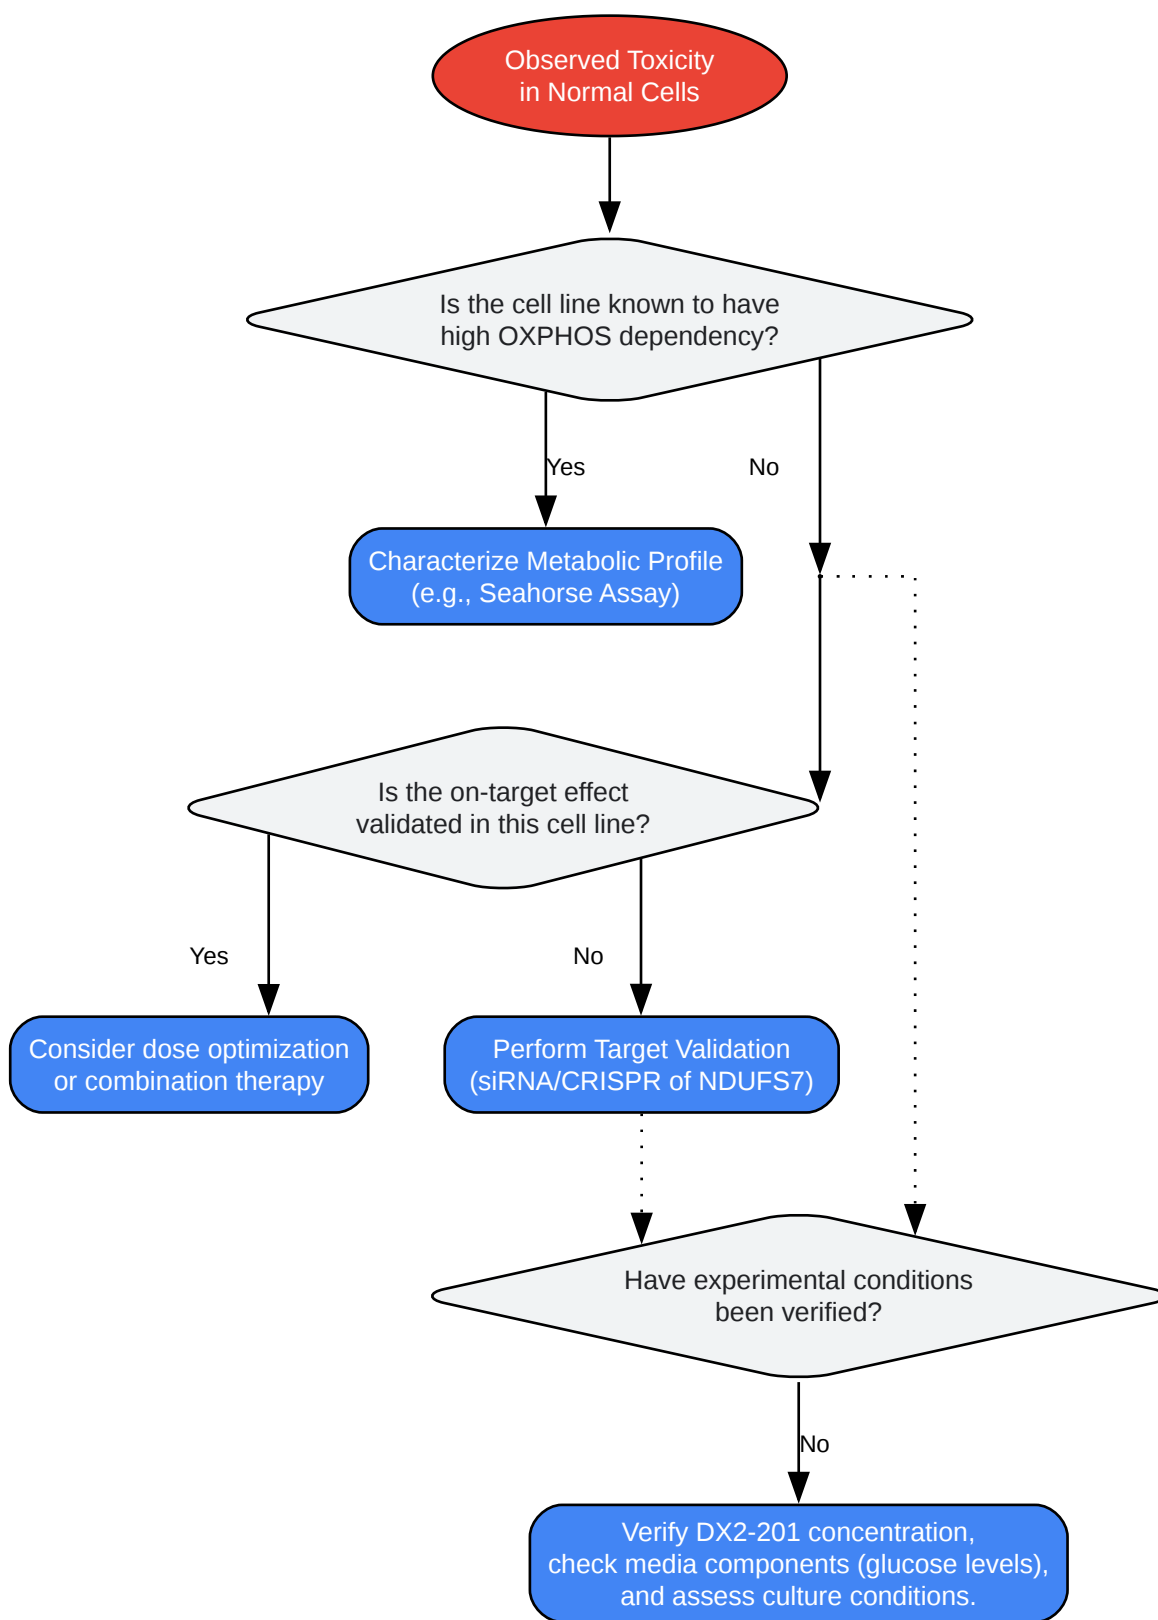 Observed Toxicity
in Normal Cells
Is the cell line known to have
high OXPHOS dependency?
Yes
No
Characterize Metabolic Profile
(e.g., Seahorse Assay)
Is the on-target effect
validated in this cell line?
Yes
No
Consider dose optimization
or combination therapy
Perform Target Validation
(siRNA/CRISPR of NDUFS7)
Have experimental conditions
been verified?
No
Verify DX2-201 concentration,
check media components (glucose levels),
and assess culture conditions.